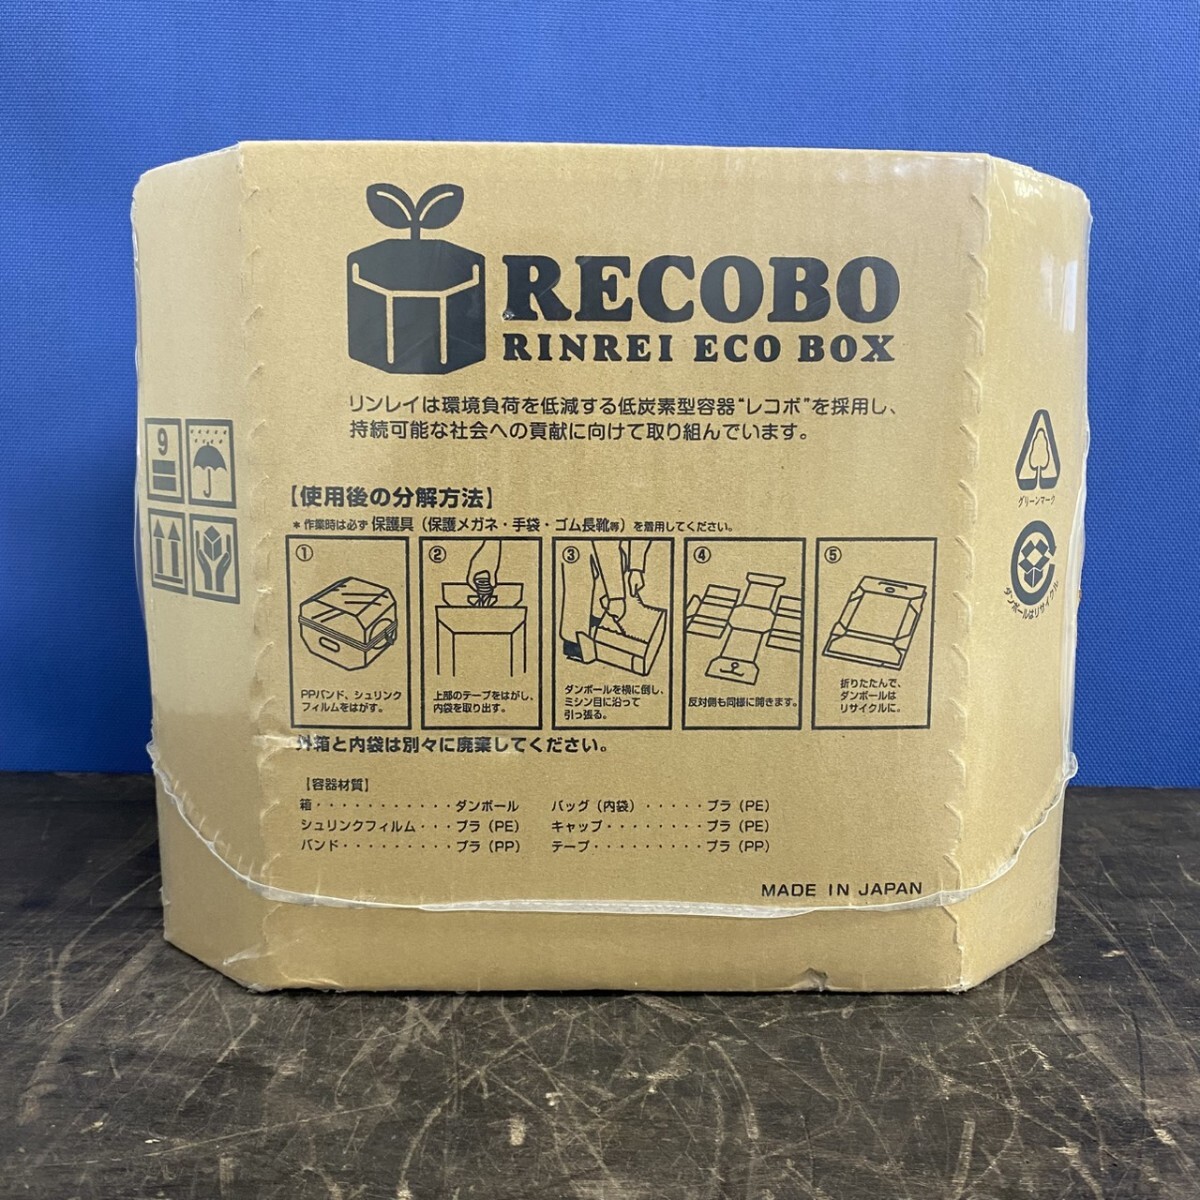 RECOBO
RINREI ECO BOX
リンレイは環境負荷を低減する低炭素型容器“レコボ”を採用し、
持続可能な社会への貢献に向けて取り組んでいます。
9
グリーンマーク
ダンボールはリサイクル
【使用後の分解方法】
*作業時は必ず 保護具(保護メガネ・手袋・ゴム長靴等)を着用してください。
①
PPバンド、シュリンク
フィルムをはがす。
②
上部のテープをはがし、
内袋を取り出す。
③
ダンボールを横に倒し、
ミシン目に沿って
引っ張る。
④
反対側も同様に開きます。
⑤
折りたたんで、
ダンボールは
リサイクルに。
外箱と内袋は別々に廃棄してください。
【容器材質】
箱・・・・・・・・・・・ダンボール バッグ(内袋)・・・・・プラ(PE)
シュリンクフィルム・・・プラ(PE) キャップ・・・・・・・・プラ(PE)
バンド・・・・・・・・・プラ(PP) テープ・・・・・・・・・プラ(PP)
MADE IN JAPAN